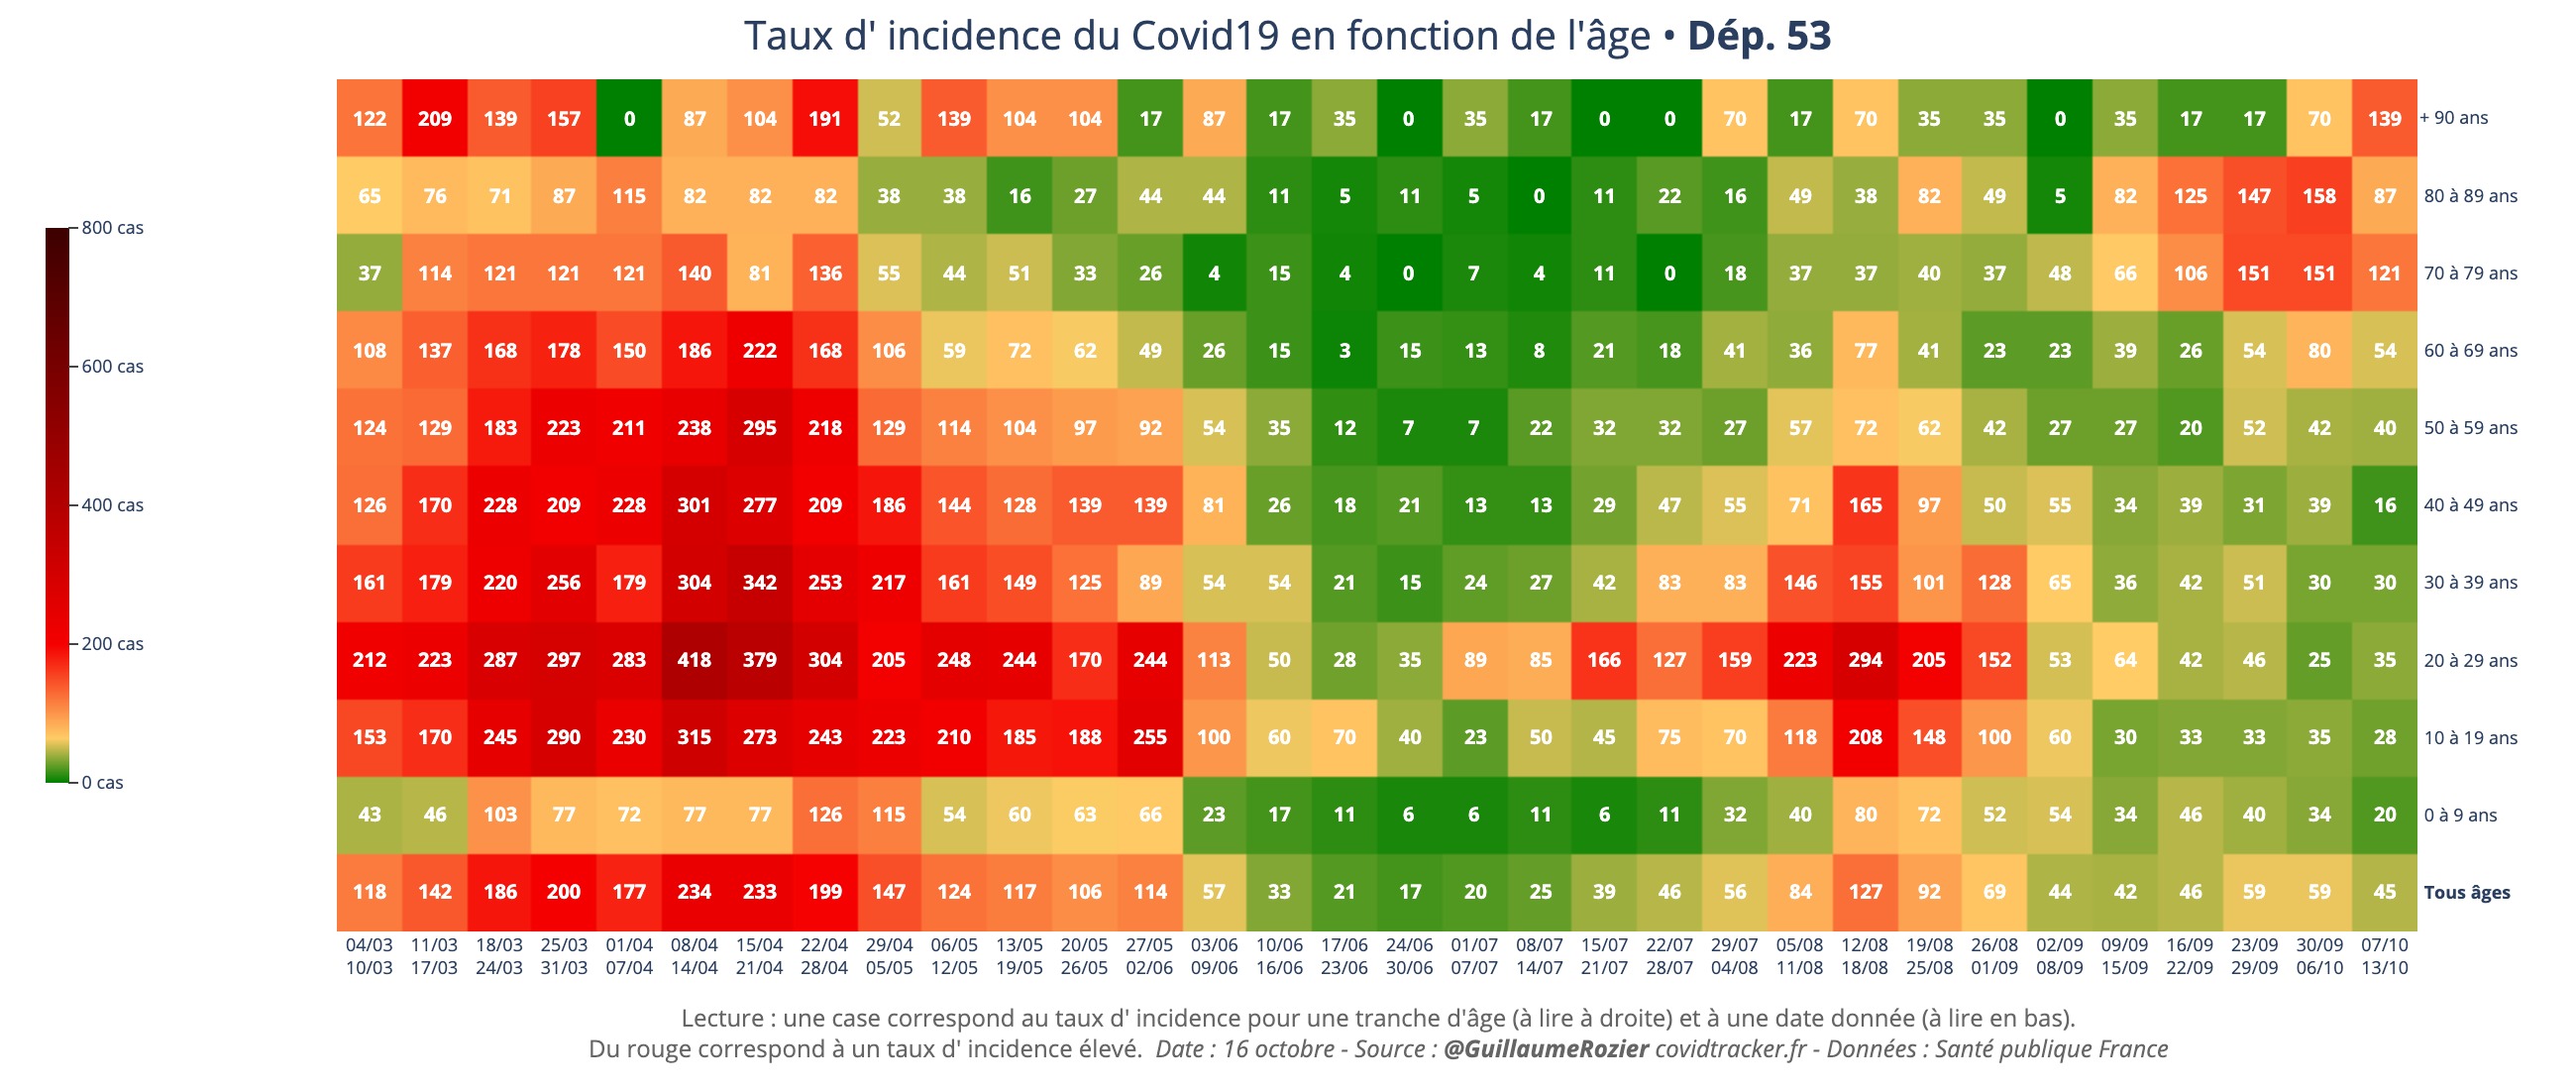 Taux d' incidence du Covid19 en fonction de l'âge • Dép. 53
800 cas
600 cas
400 cas
200 cas
0 cas
122 209 139 157 0 87 104 191 52 139 104 104 17 87 17 35 0 35 17 0 0 70 17 70 35 35 0 35 17 17 70 139 + 90 ans
65 76 71 87 115 82 82 82 38 38 16 27 44 44 11 5 11 5 0 11 22 16 49 38 82 49 5 82 125 147 158 87 80 à 89 ans
37 114 121 121 121 140 81 136 55 44 51 33 26 4 15 4 0 7 4 11 0 18 37 37 40 37 48 66 106 151 151 121 70 à 79 ans
108 137 168 178 150 186 222 168 106 59 72 62 49 26 15 3 15 13 8 21 18 41 36 77 41 23 23 39 26 54 80 54 60 à 69 ans
124 129 183 223 211 238 295 218 129 114 104 97 92 54 35 12 7 7 22 32 32 27 57 72 62 42 27 27 20 52 42 40 50 à 59 ans
126 170 228 209 228 301 277 209 186 144 128 139 139 81 26 18 21 13 13 29 47 55 71 165 97 50 55 34 39 31 39 16 40 à 49 ans
161 179 220 256 179 304 342 253 217 161 149 125 89 54 54 21 15 24 27 42 83 83 146 155 101 128 65 36 42 51 30 30 30 à 39 ans
212 223 287 297 283 418 379 304 205 248 244 170 244 113 50 28 35 89 85 166 127 159 223 294 205 152 53 64 42 46 25 35 20 à 29 ans
153 170 245 290 230 315 273 243 223 210 185 188 255 100 60 70 40 23 50 45 75 70 118 208 148 100 60 30 33 33 35 28 10 à 19 ans
43 46 103 77 72 77 77 126 115 54 60 63 66 23 17 11 6 6 11 6 11 32 40 80 72 52 54 34 46 40 34 20 0 à 9 ans
118 142 186 200 177 234 233 199 147 124 117 106 114 57 33 21 17 20 25 39 46 56 84 127 92 69 44 42 46 59 59 45 Tous âges
04/03 11/03 18/03 25/03 01/04 08/04 15/04 22/04 29/04 06/05 13/05 20/05 27/05 03/06 10/06 17/06 24/06 01/07 08/07 15/07 22/07 29/07 05/08 12/08 19/08 26/08 02/09 09/09 16/09 23/09 30/09 07/10
10/03 17/03 24/03 31/03 07/04 14/04 21/04 28/04 05/05 12/05 19/05 26/05 02/06 09/06 16/06 23/06 30/06 07/07 14/07 21/07 28/07 04/08 11/08 18/08 25/08 01/09 08/09 15/09 22/09 29/09 06/10 13/10
Lecture : une case correspond au taux d' incidence pour une tranche d'âge (à lire à droite) et à une date donnée (à lire en bas).
Du rouge correspond à un taux d' incidence élevé. Date : 16 octobre - Source : @GuillaumeRozier covidtracker.fr - Données : Santé publique France